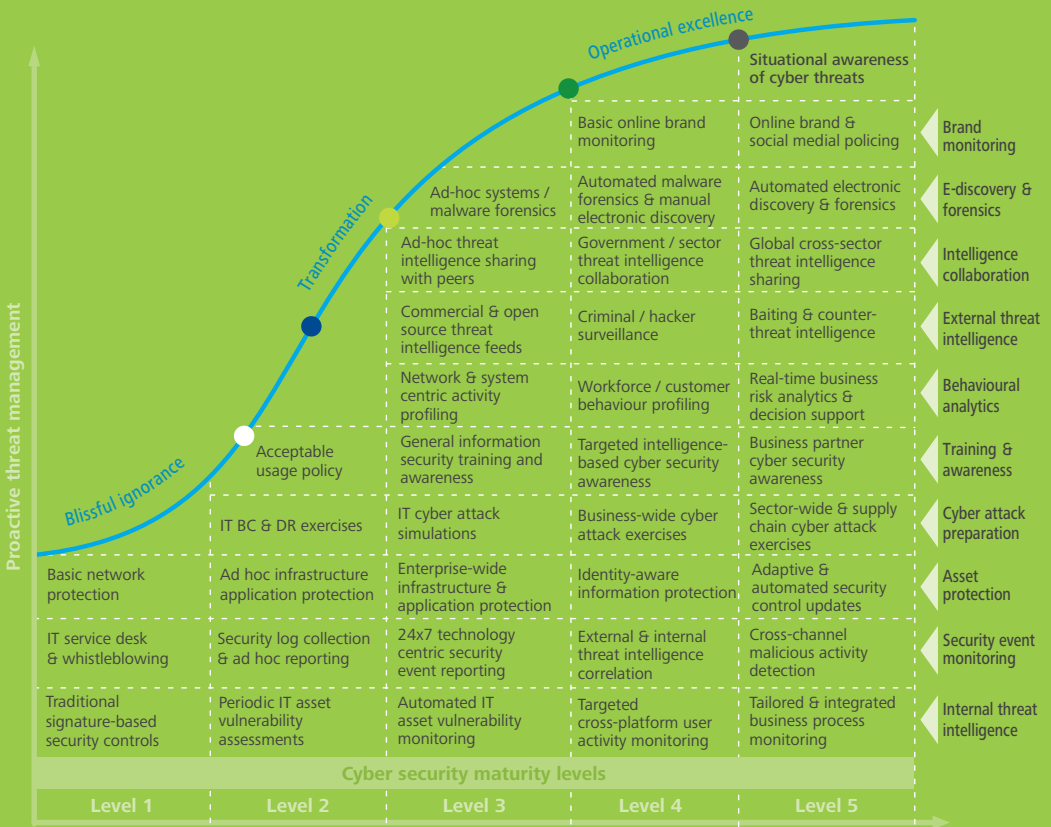 Proactive threat management
Blissful ignorance
Transformation
Operational excellence
Situational awareness
of cyber threats
Basic online brand
monitoring
Online brand &
social medial policing
Brand
monitoring
Ad-hoc systems /
malware forensics
Automated malware
forensics & manual
electronic discovery
Automated electronic
discovery & forensics
E-discovery &
forensics
Ad-hoc threat
intelligence sharing
with peers
Government / sector
threat intelligence
collaboration
Global cross-sector
threat intelligence
sharing
Intelligence
collaboration
Commercial & open
source threat
intelligence feeds
Criminal / hacker
surveillance
Baiting & counter-
threat intelligence
External threat
intelligence
Network & system
centric activity
profiling
Workforce / customer
behaviour profiling
Real-time business
risk analytics &
decision support
Behavioural
analytics
Acceptable
usage policy
General information
security training and
awareness
Targeted intelligence-
based cyber security
awareness
Business partner
cyber security
awareness
Training &
awareness
IT BC & DR exercises
IT cyber attack
simulations
Business-wide cyber
attack exercises
Sector-wide & supply
chain cyber attack
exercises
Cyber attack
preparation
Basic network
protection
Ad hoc infrastructure
application protection
Enterprise-wide
infrastructure &
application protection
Identity-aware
information protection
Adaptive &
automated security
control updates
Asset
protection
IT service desk
& whistleblowing
Security log collection
& ad hoc reporting
24x7 technology
centric security
event reporting
External & internal
threat intelligence
correlation
Cross-channel
malicious activity
detection
Security event
monitoring
Traditional
signature-based
security controls
Periodic IT asset
vulnerability
assessments
Automated IT
asset vulnerability
monitoring
Targeted
cross-platform user
activity monitoring
Tailored & integrated
business process
monitoring
Internal threat
intelligence
Cyber security maturity levels
Level 1
Level 2
Level 3
Level 4
Level 5